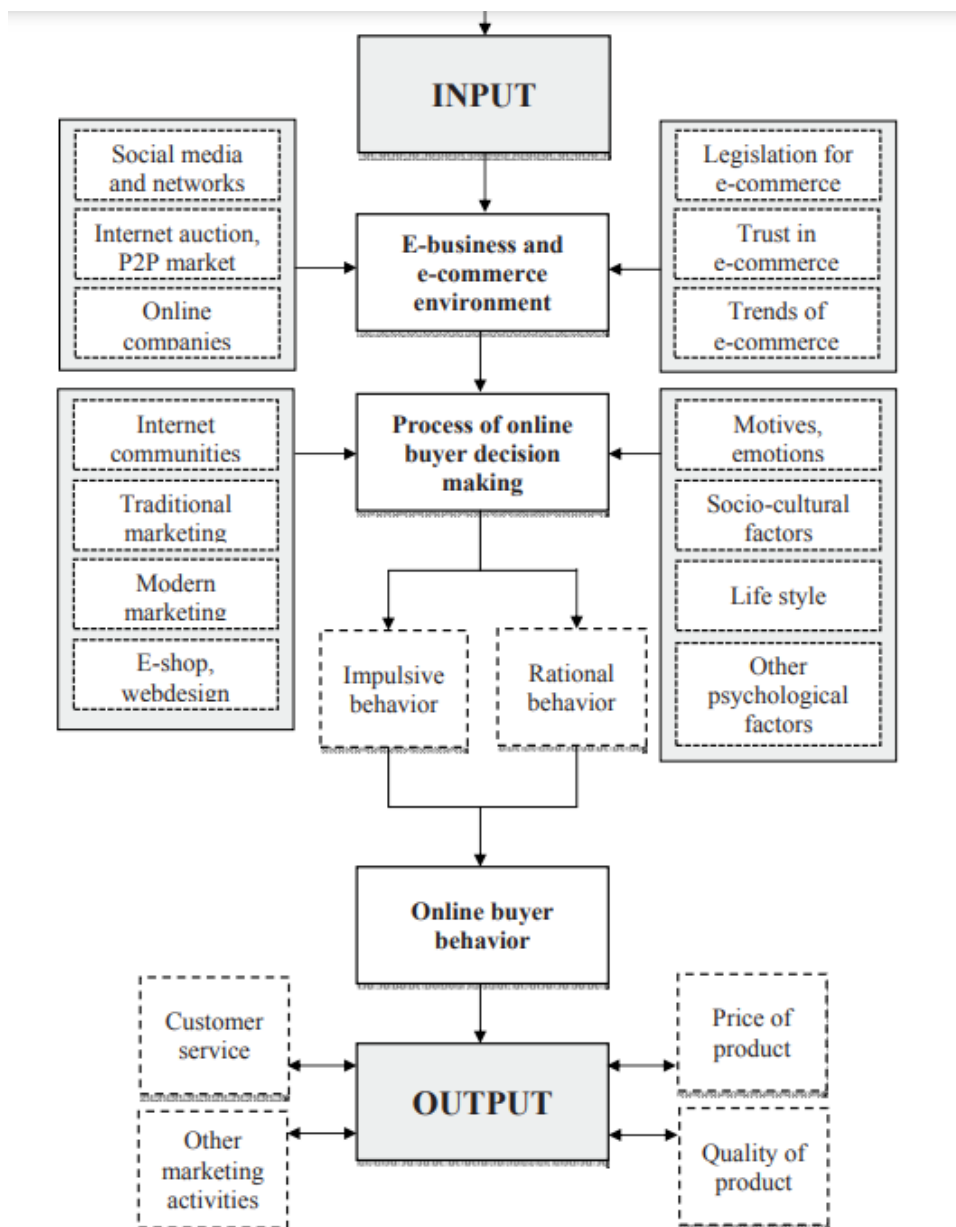 INPUT
Social media
and networks
Internet auction,
P2P market
Online
companies
E-business and
e-commerce
environment
Legislation for
e-commerce
Trust in
e-commerce
Trends of
e-commerce
Internet
communities
Traditional
marketing
Modern
marketing
E-shop,
webdesign
Process of online
buyer decision
making
Motives,
emotions
Socio-cultural
factors
Life style
Other
psychological
factors
Impulsive
behavior
Rational
behavior
Online buyer
behavior
Customer
service
Other
marketing
activities
OUTPUT
Price of
product
Quality of
product